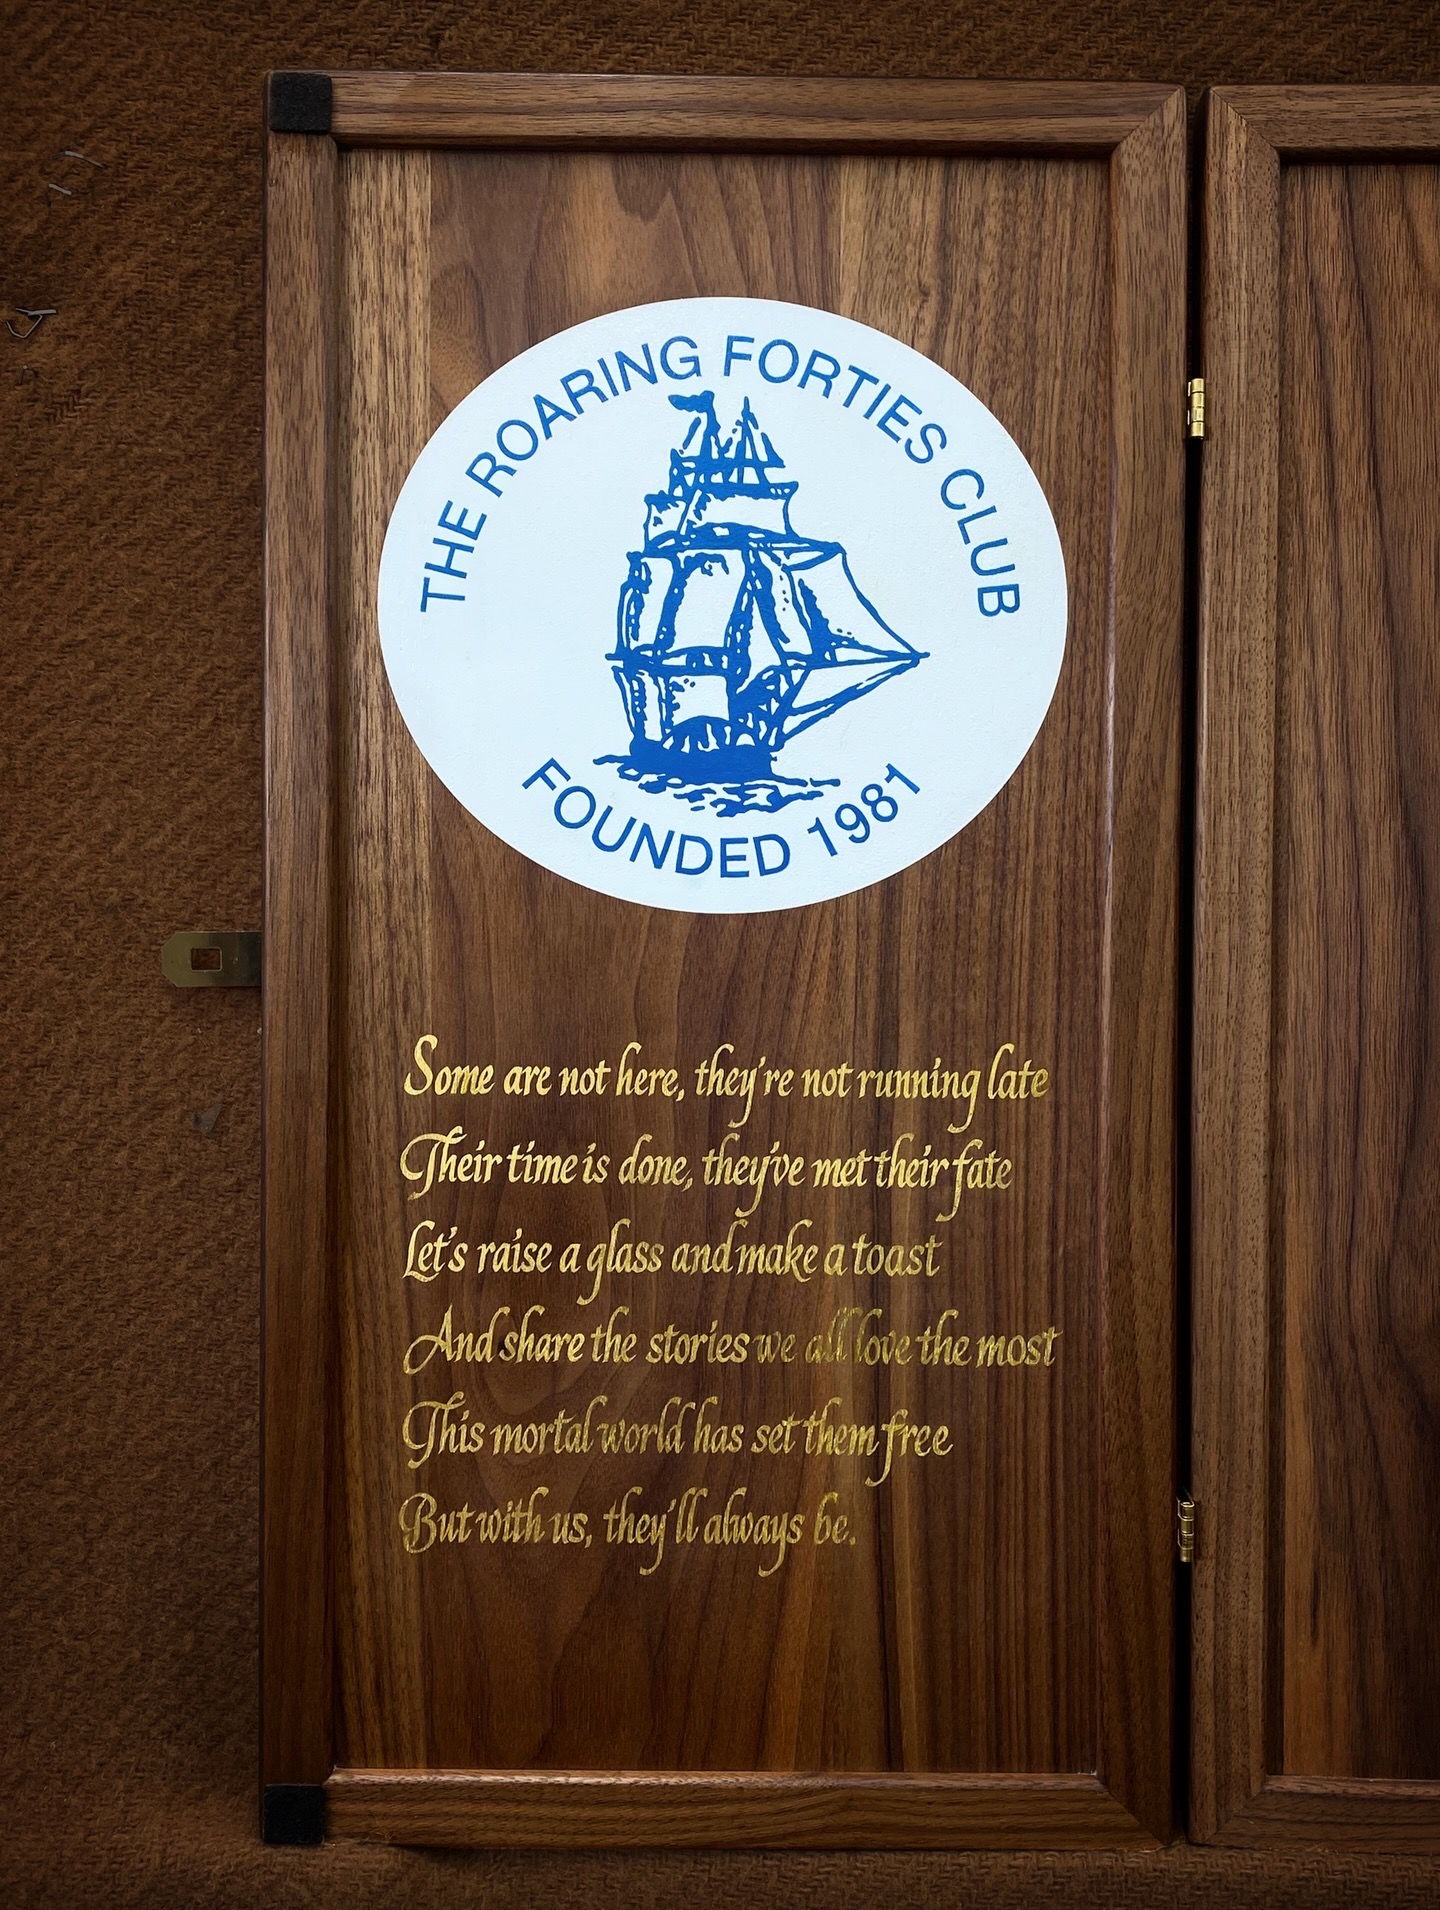 THE ROARING FORTIES CLUB
FOUNDED 1981
Some are not here, they're not running late
Their time is done, they've met their fate
Let's raise a glass and make a toast
And share the stories we all love the most
This mortal world has set them free
But with us, they'll always be.